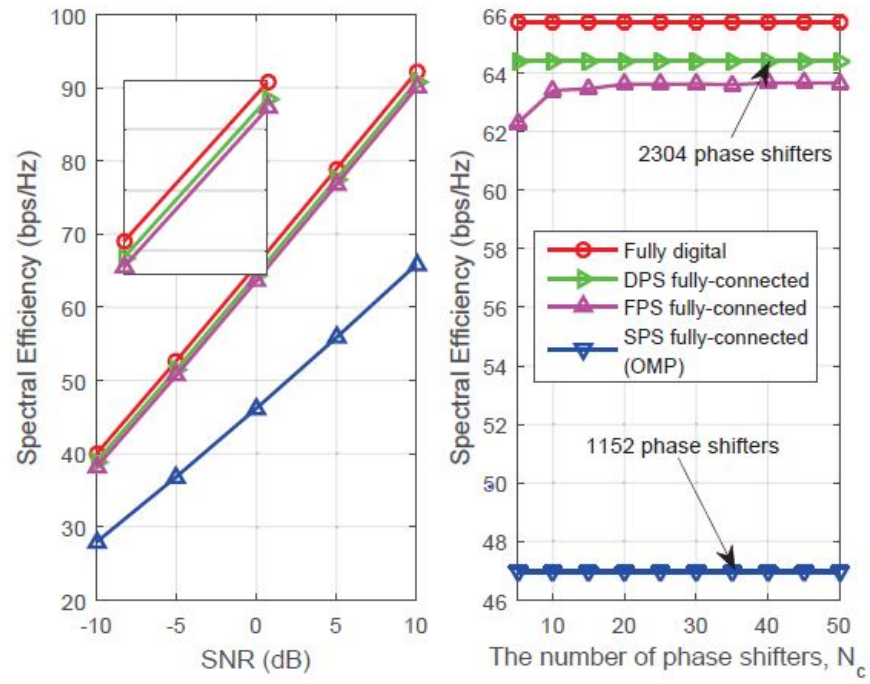 100
90
80
70
60
50
40
30
20
-10
-5
0
5
10
SNR (dB)
Spectral Efficiency (bps/Hz)
66
64
62
60
58
56
54
52
50
48
46
10
20
30
40
50
The number of phase shifters, N_c
Spectral Efficiency (bps/Hz)
2304 phase shifters
Fully digital
DPS fully-connected
FPS fully-connected
SPS fully-connected
(OMP)
1152 phase shifters